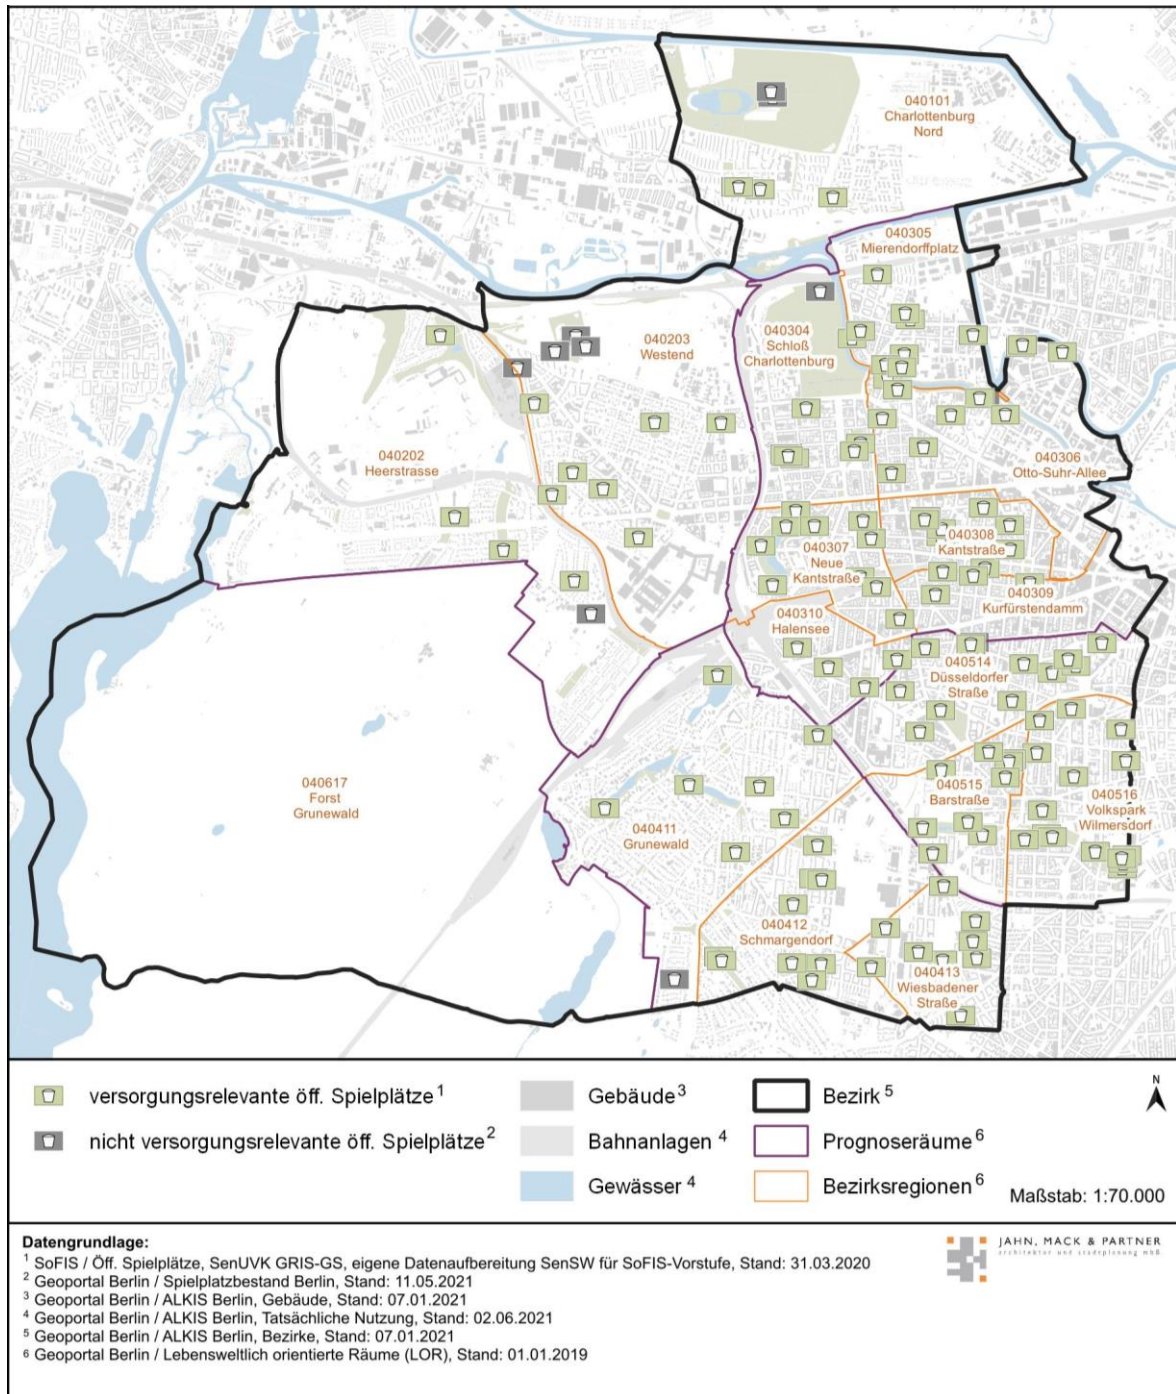 040101
Charlottenburg
Nord
040305
Mierendorffplatz
040304
Schloß
Charlottenburg
040203
Westend
040202
Heerstrasse
040306
Otto-Suhr-Allee
040308
Kantstraße
040307
Neue
Kantstraße
040309
Kurfürstendamm
040310
Halensee
040514
Düsseldorfer
Straße
040617
Forst
Grunewald
040515
Barstraße
040516
Volkspark
Wilmersdorf
040411
Grunewald
040412
Schmargendorf
040413
Wiesbadener
Straße
versorgungsrelevante öff. Spielplätze 1
nicht versorgungsrelevante öff. Spielplätze 2
Gebäude 3
Bahnanlagen 4
Gewässer 4
Bezirk 5
Prognoseräume 6
Bezirksregionen 6
N
Maßstab: 1:70.000
Datengrundlage:
1 SoFIS / Öff. Spielplätze, SenUVK GRIS-GS, eigene Datenaufbereitung SenSW für SoFIS-Vorstufe, Stand: 31.03.2020
2 Geoportal Berlin / Spielplatzbestand Berlin, Stand: 11.05.2021
3 Geoportal Berlin / ALKIS Berlin, Gebäude, Stand: 07.01.2021
4 Geoportal Berlin / ALKIS Berlin, Tatsächliche Nutzung, Stand: 02.06.2021
5 Geoportal Berlin / ALKIS Berlin, Bezirke, Stand: 07.01.2021
6 Geoportal Berlin / Lebensweltlich orientierte Räume (LOR), Stand: 01.01.2019
JAHN, MACK & PARTNER
architektur und stadtplanung mbB